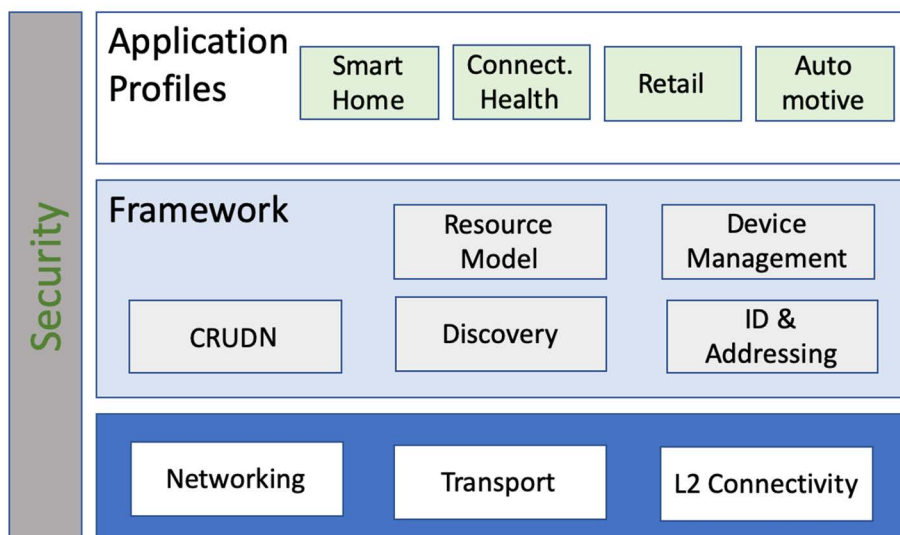 Security
Application
Profiles
Smart
Home
Connect.
Health
Retail
Auto
motive
Framework
Resource
Model
Device
Management
CRUDN
Discovery
ID &
Addressing
Networking
Transport
L2 Connectivity